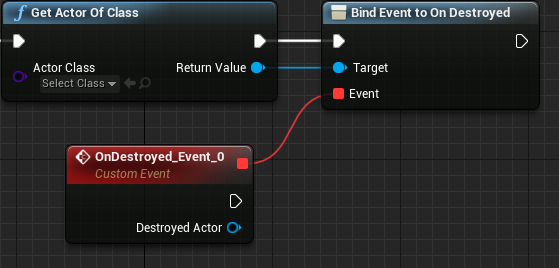 f Get Actor Of Class
Bind Event to On Destroyed
Actor Class
Return Value
Select Class
Target
Event
OnDestroyed_Event_0
Custom Event
Destroyed Actor